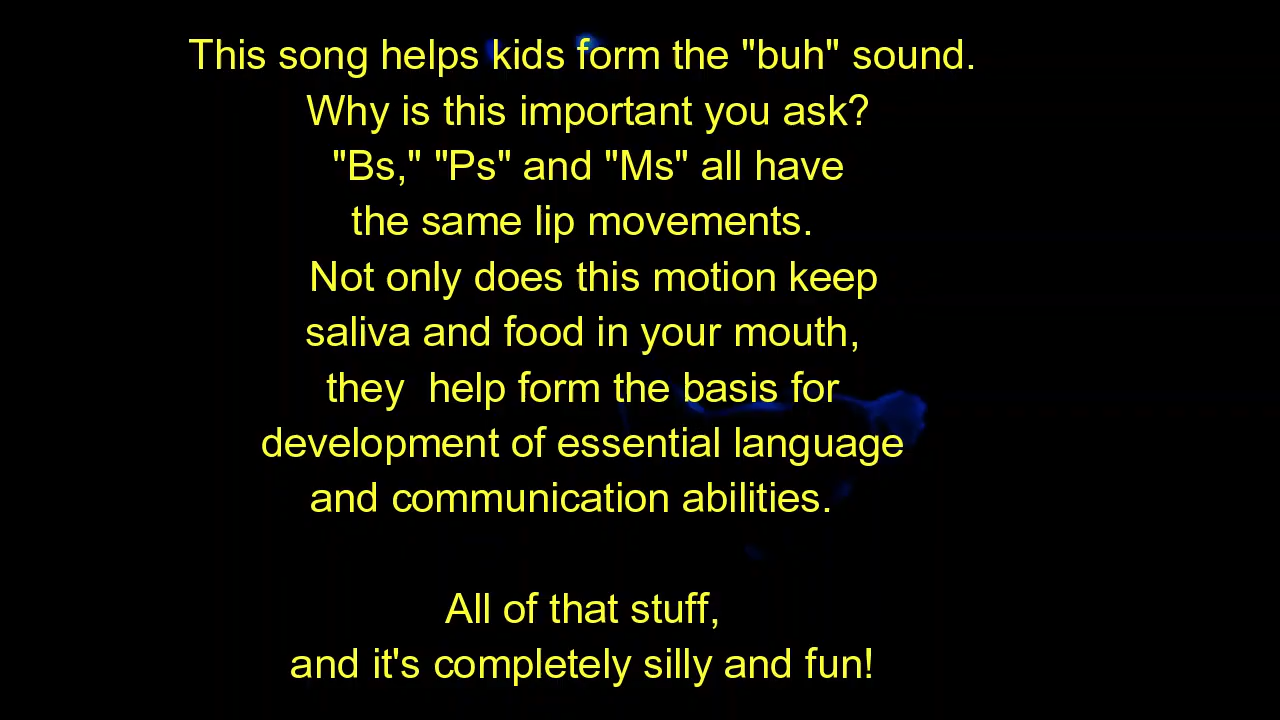 This song helps kids form the "buh" sound.
Why is this important you ask?
"Bs," "Ps" and "Ms" all have
the same lip movements.
Not only does this motion keep
saliva and food in your mouth,
they  help form the basis for
development of essential language
and communication abilities.
All of that stuff,
and it's completely silly and fun!